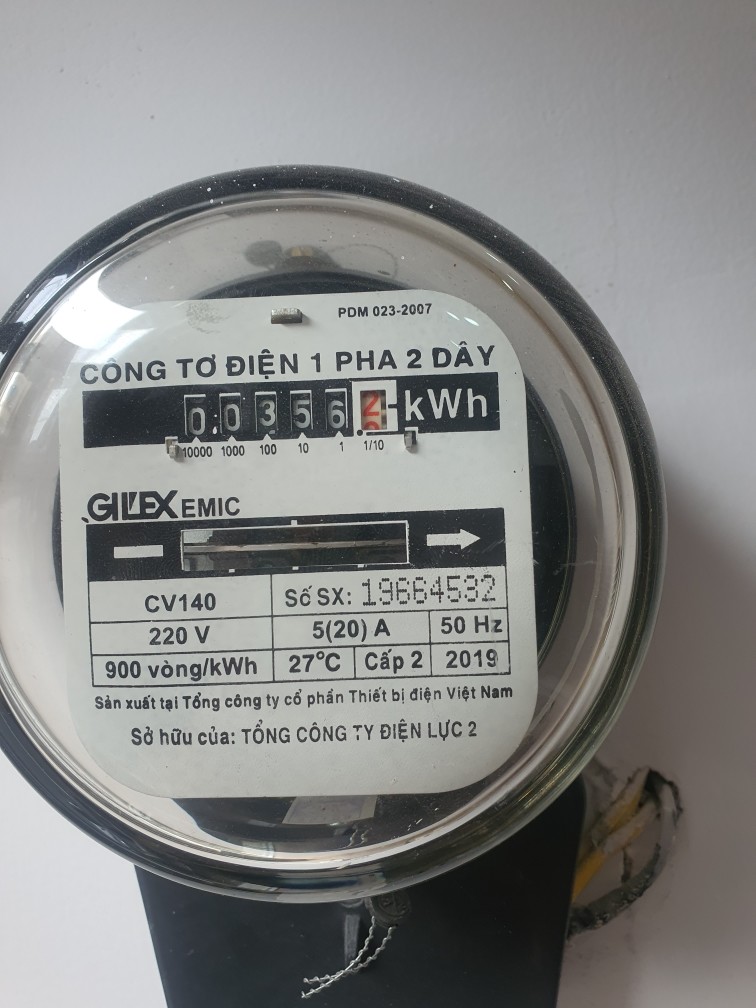 PDM 023-2007
CÔNG TƠ ĐIỆN 1 PHA 2 DÂY
0 0 3 5 6 2 kWh
10000 1000 100 10 1 1/10
GELEX EMIC
CV140 Số SX: 19664532
220 V 5(20) A 50 Hz
900 vòng/kWh 27°C Cấp 2 2019
Sản xuất tại Tổng công ty cổ phần Thiết bị điện Việt Nam
Sở hữu của: TỔNG CÔNG TY ĐIỆN LỰC 2